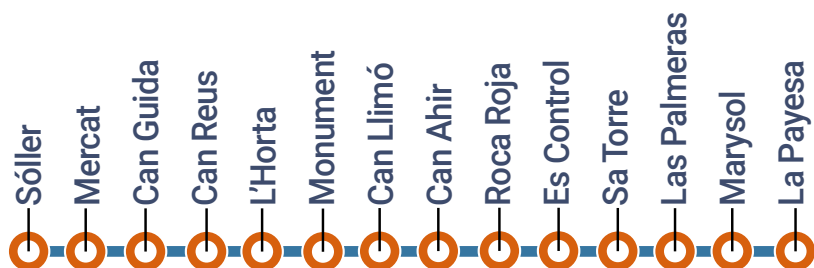 Sóller
Mercat
Can Guida
Can Reus
L'Horta
Monument
Can Llimó
Can Ahir
Roca Roja
Es Control
Sa Torre
Las Palmeras
Marysol
La Payesa